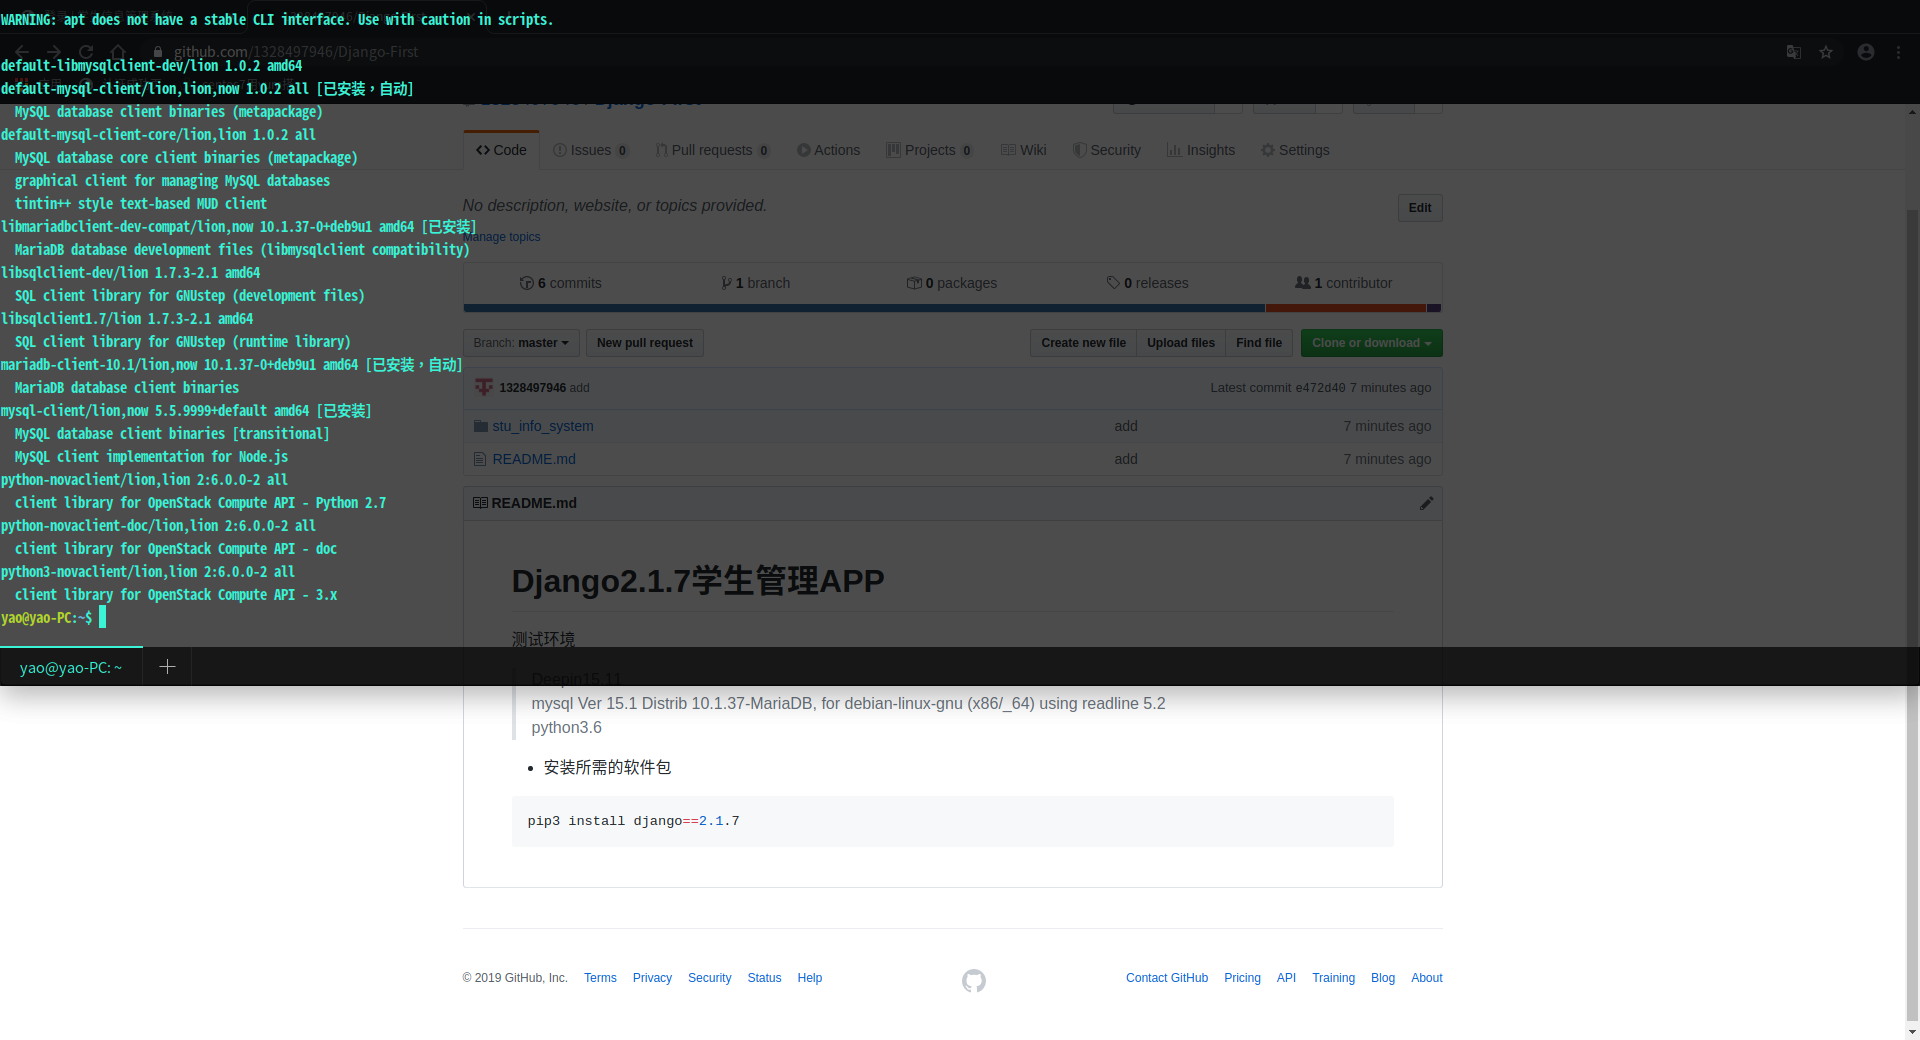 WARNING: apt does not have a stable CLI interface. Use with caution in scripts.
github.com/1328497946/Django-First
default-libmysqlclient-dev/lion 1.0.2 amd64
default-mysql-client/lion,lion,now 1.0.2 all [已安装，自动]
MySQL database client binaries (metapackage)
default-mysql-client-core/lion,lion 1.0.2 all
MySQL database core client binaries (metapackage)
graphical client for managing MySQL databases
tintin++ style text-based MUD client
libmariadbclient-dev-compat/lion,now 10.1.37-0+deb9u1 amd64 [已安装]
MariaDB database development files (libmysqlclient compatibility)
libsqlclient-dev/lion 1.7.3-2.1 amd64
SQL client library for GNUstep (development files)
libsqlclient1.7/lion 1.7.3-2.1 amd64
SQL client library for GNUstep (runtime library)
mariadb-client-10.1/lion,now 10.1.37-0+deb9u1 amd64 [已安装，自动]
MariaDB database client binaries
mysql-client/lion,now 5.5.9999+default amd64 [已安装]
MySQL database client binaries [transitional]
MySQL client implementation for Node.js
python-novaclient/lion,lion 2:6.0.0-2 all
client library for OpenStack Compute API - Python 2.7
python-novaclient-doc/lion,lion 2:6.0.0-2 all
client library for OpenStack Compute API - doc
python3-novaclient/lion,lion 2:6.0.0-2 all
client library for OpenStack Compute API - 3.x
yao@yao-PC:~$
yao@yao-PC: ~
Code Issues 0 Pull requests 0 Actions Projects 0 Wiki Security Insights Settings
No description, website, or topics provided.
Edit
Manage topics
6 commits 1 branch 0 packages 0 releases 1 contributor
Branch: master New pull request Create new file Upload files Find file Clone or download
1328497946 add Latest commit e472d40 7 minutes ago
stu_info_system add 7 minutes ago
README.md add 7 minutes ago
README.md
Django2.1.7学生管理APP
测试环境
Deepin15.11
mysql Ver 15.1 Distrib 10.1.37-MariaDB, for debian-linux-gnu (x86/_64) using readline 5.2
python3.6
• 安装所需的软件包
pip3 install django==2.1.7
© 2019 GitHub, Inc. Terms Privacy Security Status Help Contact GitHub Pricing API Training Blog About